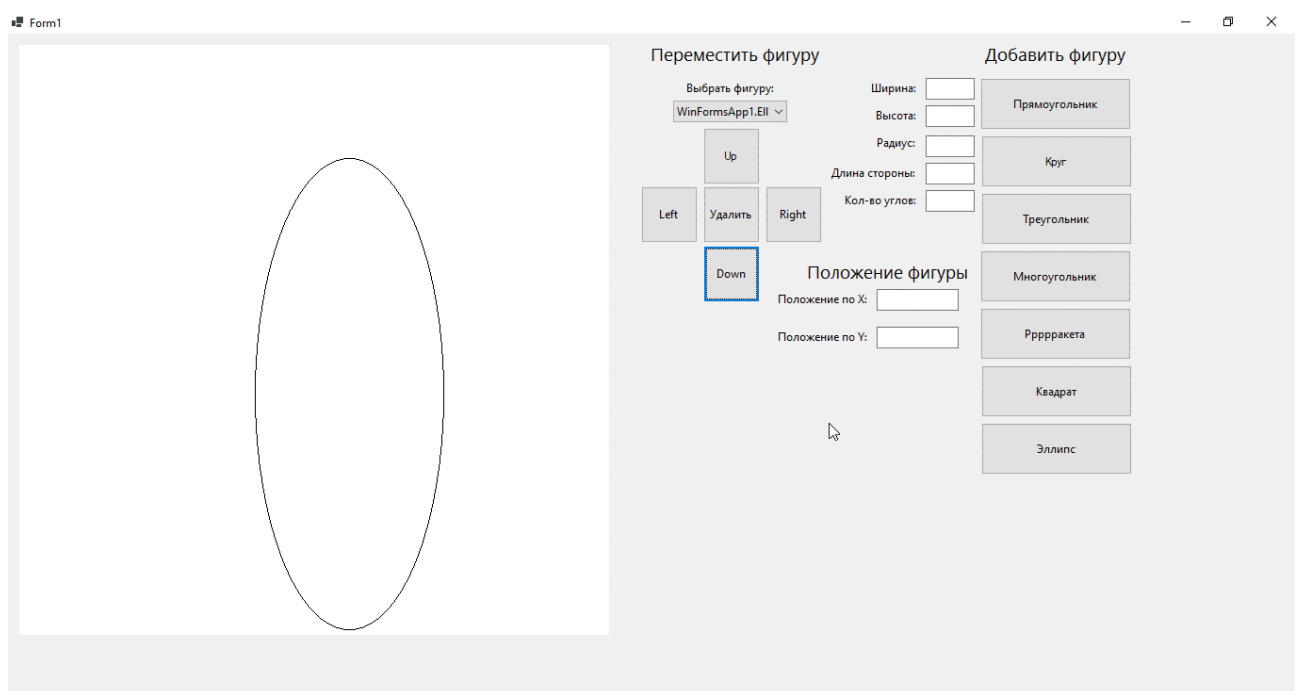 Form1
Переместить фигуру
Добавить фигуру
Выбрать фигуру:
WinFormsApp1.Ell
Up
Left
Удалить
Right
Down
Ширина:
Высота:
Радиус:
Длина стороны:
Кол-во углов:
Положение фигуры
Положение по X:
Положение по Y:
Прямоугольник
Круг
Треугольник
Многоугольник
Рррррракета
Квадрат
Эллипс